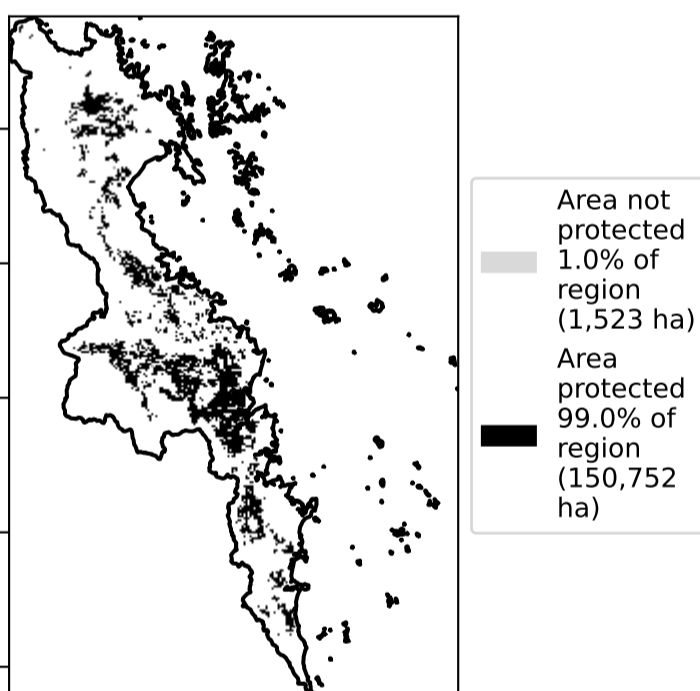 Area not
protected
1.0% of
region
(1,523 ha)
Area
protected
99.0% of
region
(150,752
ha)